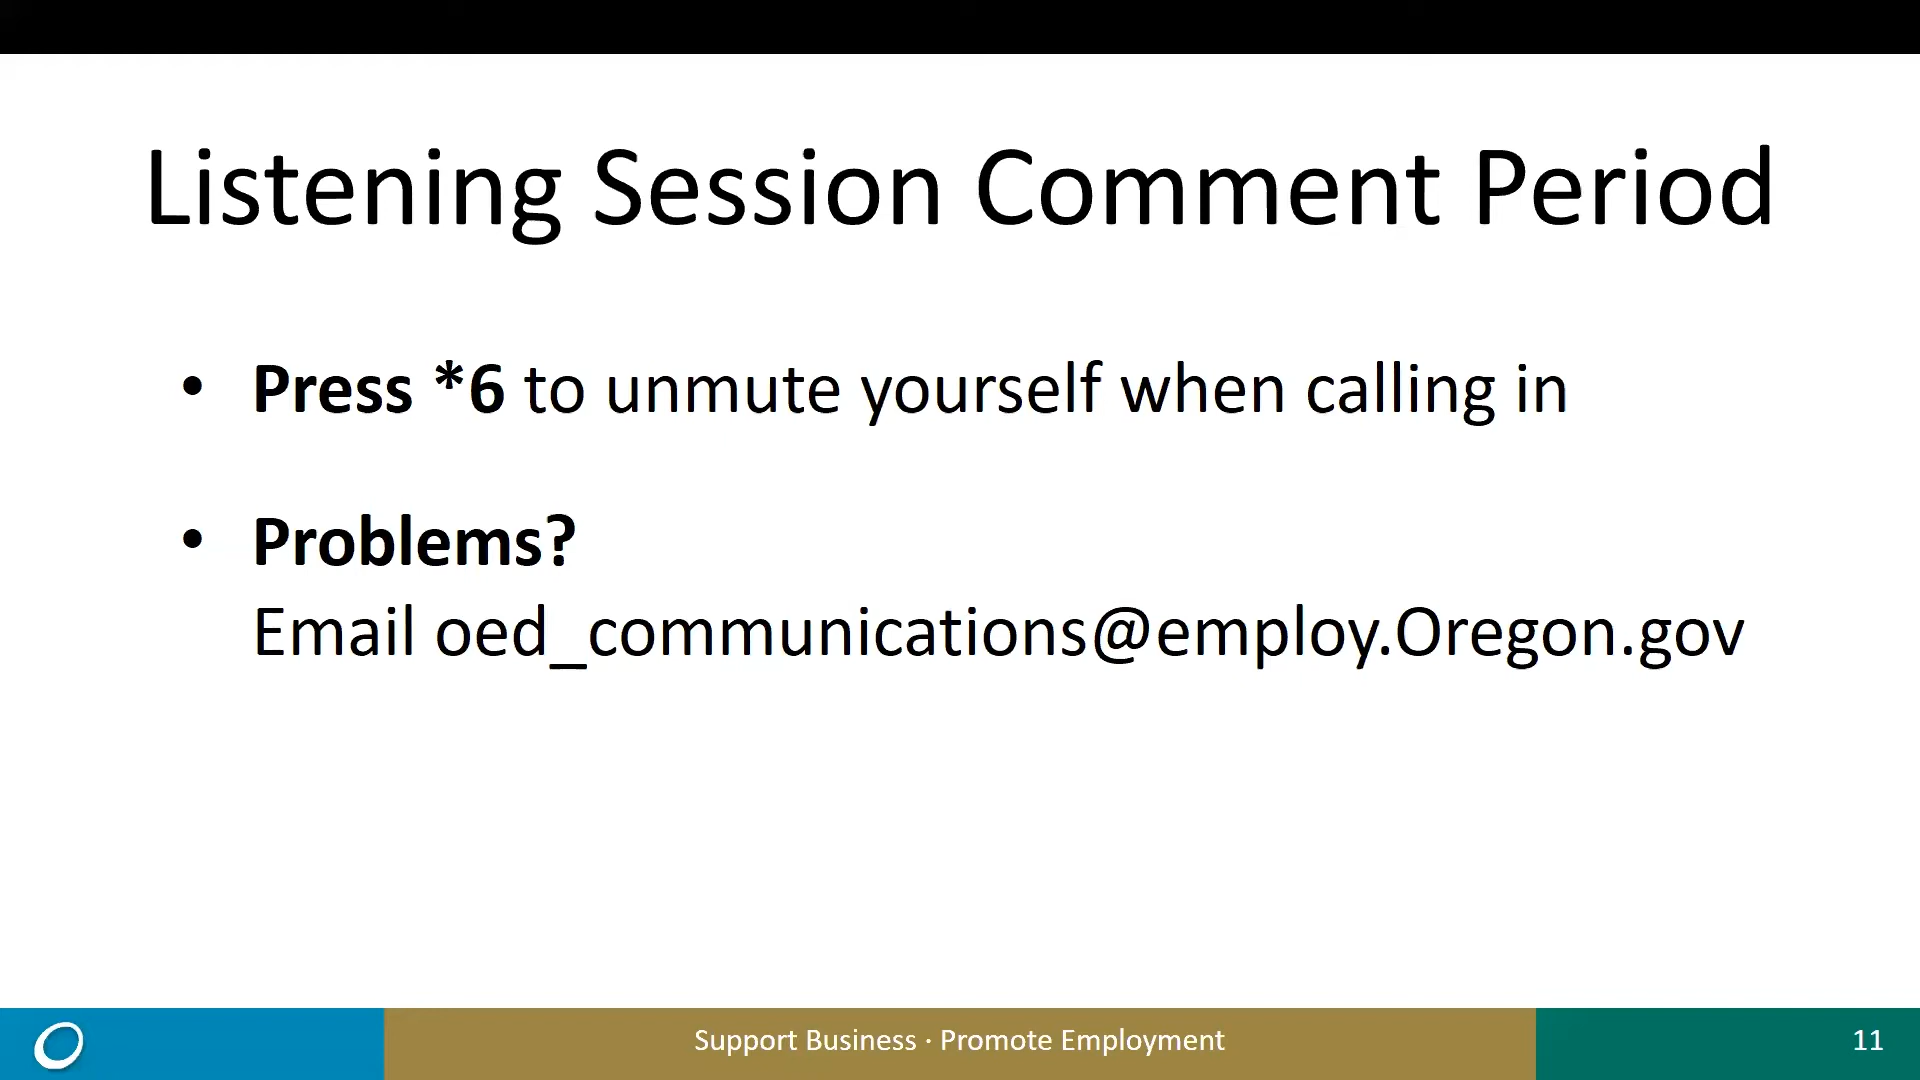 Listening Session Comment Period
• Press *6 to unmute yourself when calling in
• Problems?
Email oed_communications@employ.Oregon.gov
Support Business · Promote Employment
11